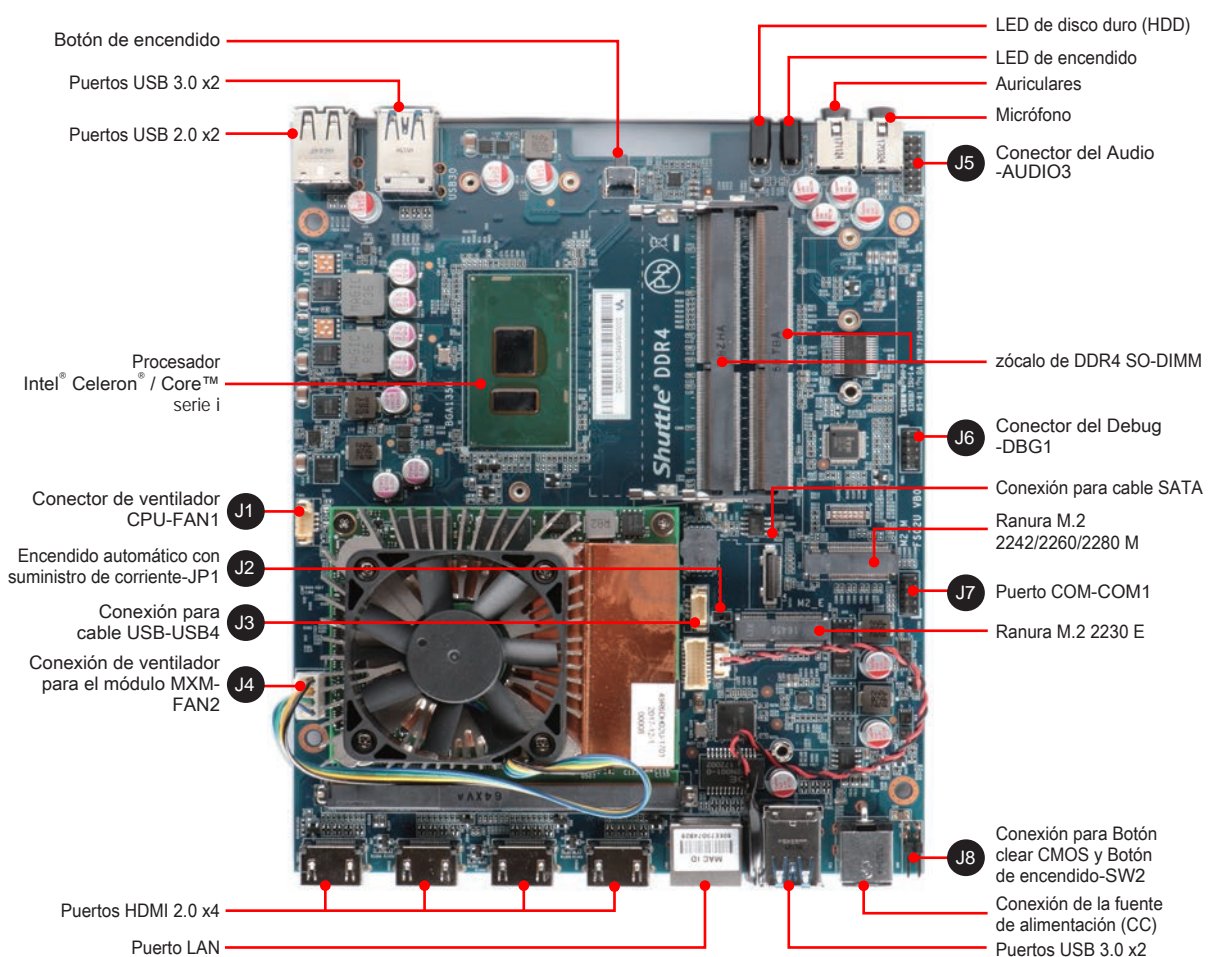 Botón de encendido
Puertos USB 3.0 x2
Puertos USB 2.0 x2
Procesador
Intel® Celeron® / Core™
serie i
Conector de ventilador
CPU-FAN1
J1
Encendido automático con
suministro de corriente-JP1
J2
Conexión para
cable USB-USB4
J3
Conexión de ventilador
para el módulo MXM-
FAN2
J4
Puertos HDMI 2.0 x4
Puerto LAN
LED de disco duro (HDD)
LED de encendido
Auriculares
Micrófono
J5
Conector del Audio
-AUDIO3
zócalo de DDR4 SO-DIMM
J6
Conector del Debug
-DBG1
Conexión para cable SATA
Ranura M.2
2242/2260/2280 M
J7
Puerto COM-COM1
Ranura M.2 2230 E
J8
Conexión para Botón
clear CMOS y Botón
de encendido-SW2
Conexión de la fuente
de alimentación (CC)
Puertos USB 3.0 x2
USB30
Pb
Shuttle® DDR4
M2_M
M2_E
R82
64XVA
MAC ID